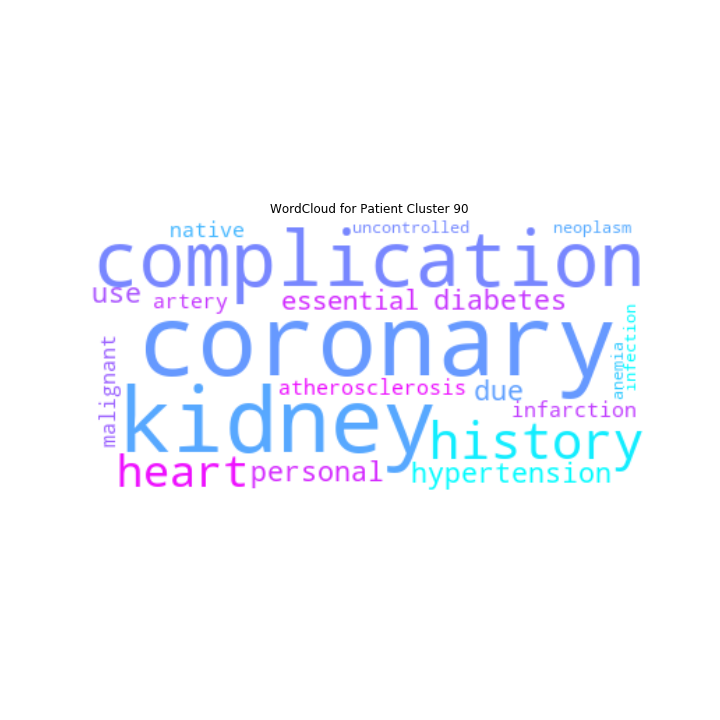 WordCloud for Patient Cluster 90
native
uncontrolled
neoplasm
complication
use
artery
essential
diabetes
coronary
infection
anemia
malignant
atherosclerosis
due
kidney
infarction
history
heart
personal
hypertension